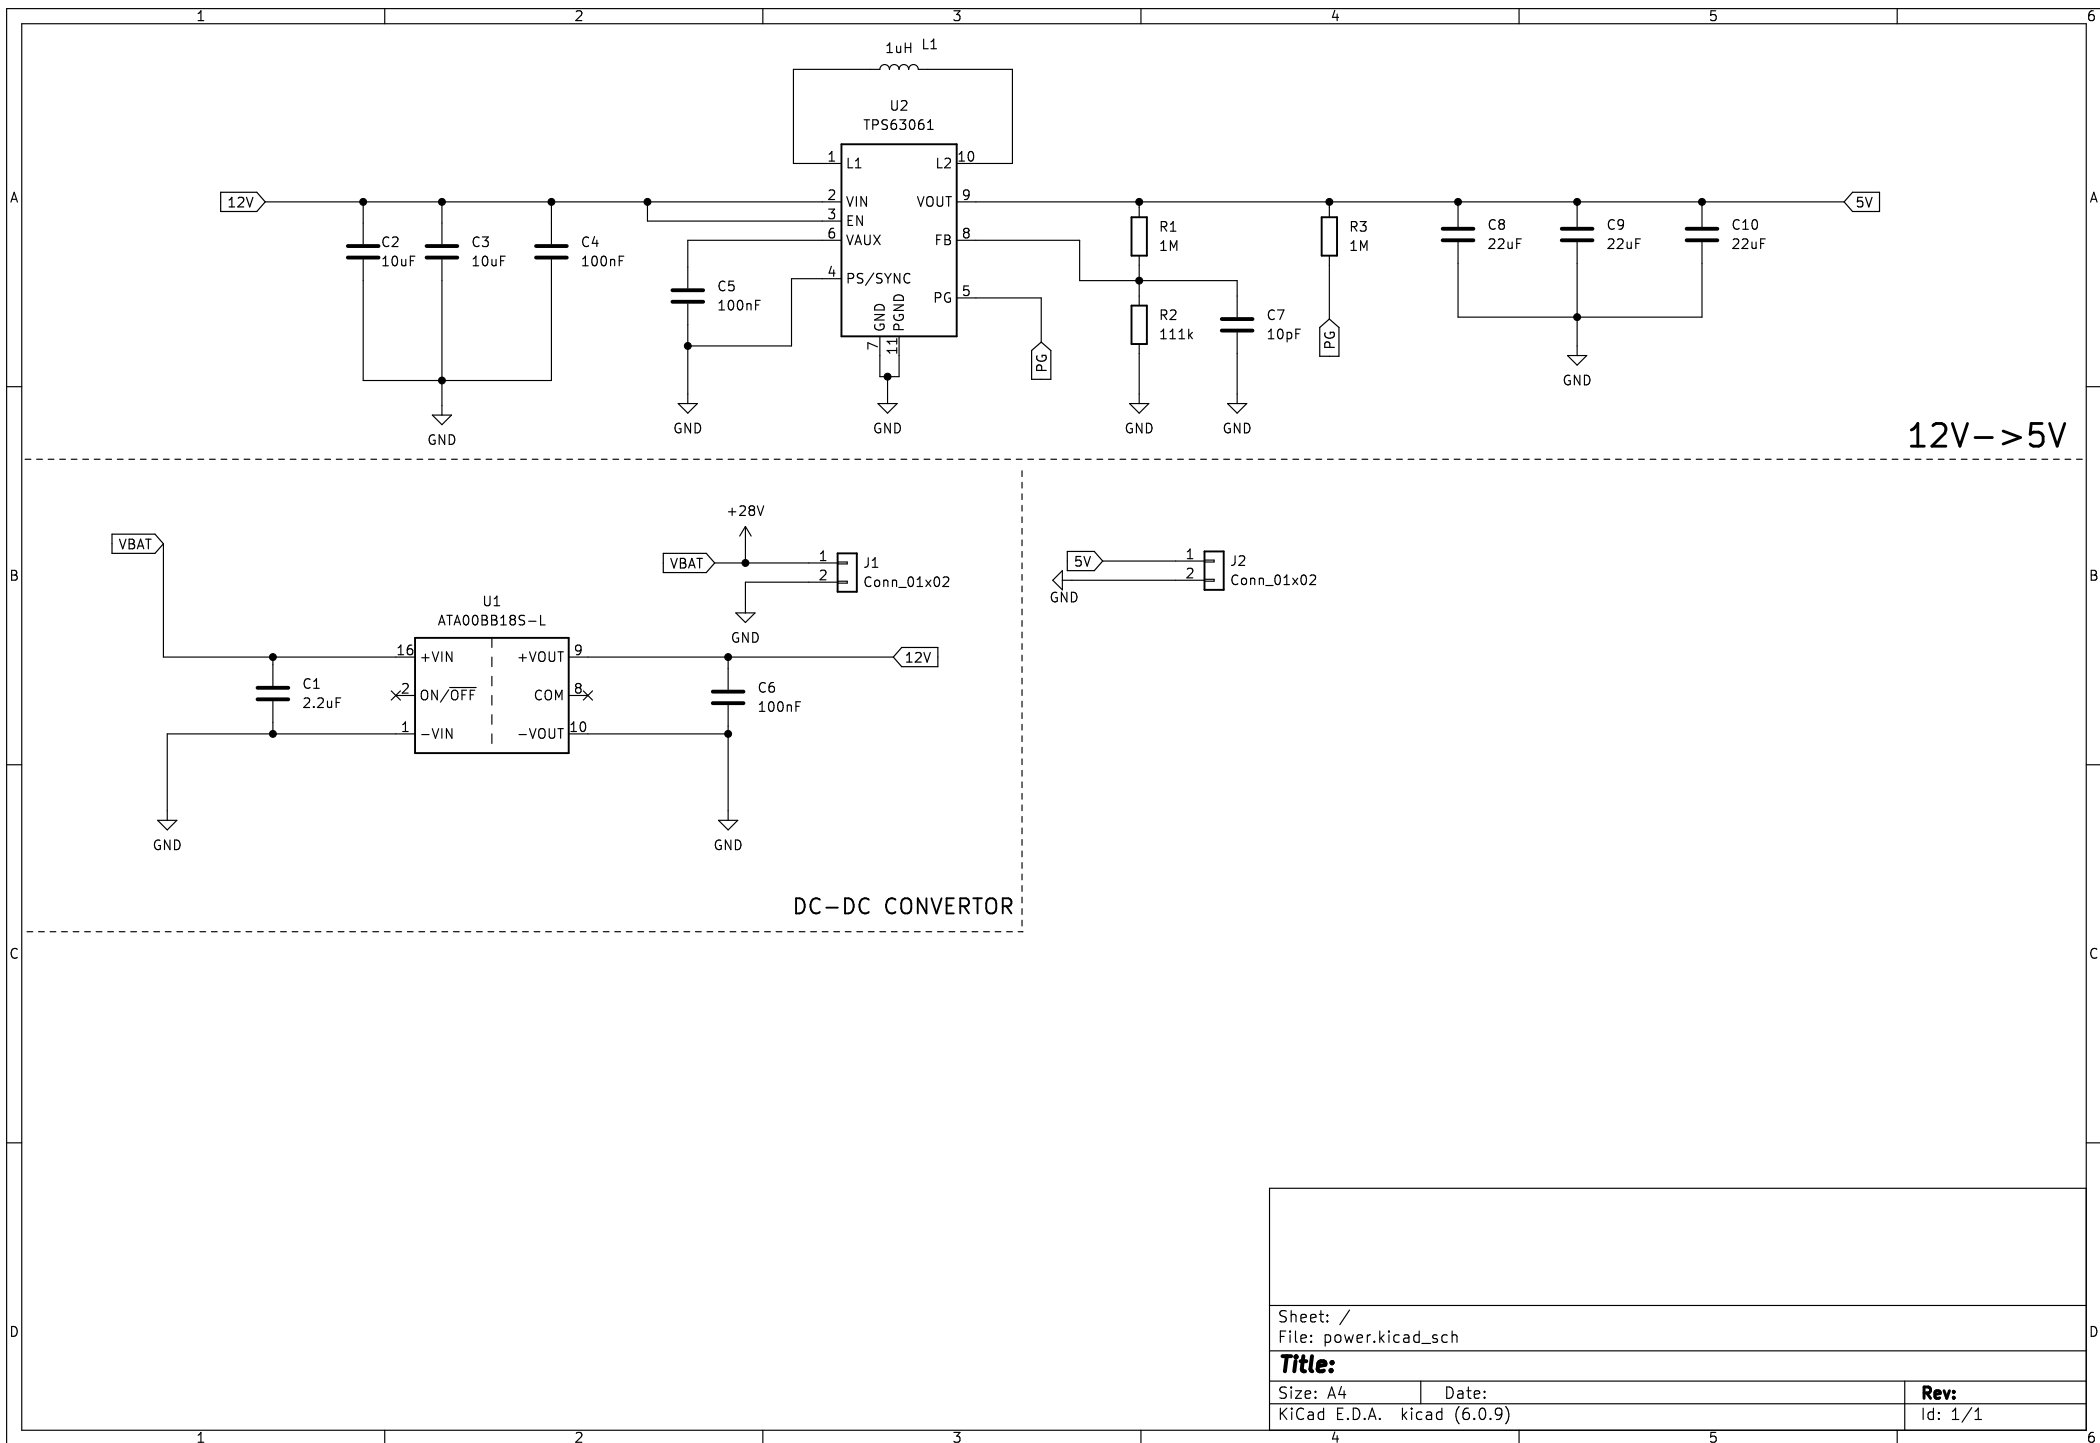 1 2 3 4 5 6
1uH L1
U2
TPS63061
1 L1
L2 10
A
A
12V
2 VIN
VOUT 9
5V
3 EN
6 VAUX
FB 8
4 PS/SYNC
PG 5
GND
PGND
7
11
C2
10uF
C3
10uF
C4
100nF
C5
100nF
R1
1M
R2
111k
C7
10pF
R3
1M
PG
PG
C8
22uF
C9
22uF
C10
22uF
GND
GND
GND
GND
GND
GND
12V->5V
B
B
VBAT
+28V
VBAT
1
2
J1
Conn_01x02
GND
5V
1
2
J2
Conn_01x02
GND
U1
ATA00BB18S-L
16 +VIN
+VOUT 9
12V
2 ON/OFF
COM 8
1 -VIN
-VOUT 10
C1
2.2uF
C6
100nF
GND
GND
DC-DC CONVERTOR
C
C
D
D
Sheet: /
File: power.kicad_sch
Title:
Size: A4
Date:
Rev:
KiCad E.D.A. kicad (6.0.9)
Id: 1/1
1 2 3 4 5 6